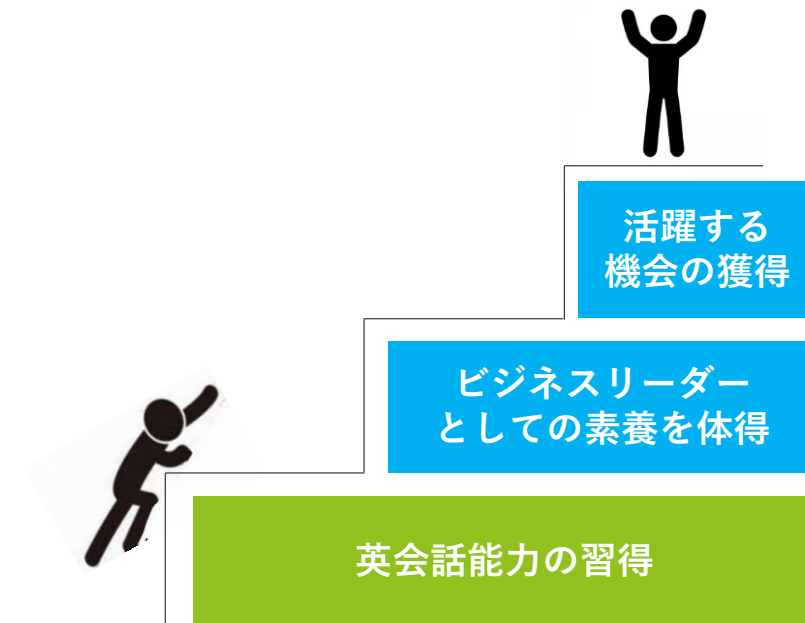 活躍する
機会の獲得
ビジネスリーダー
としての素養を体得
英会話能力の習得